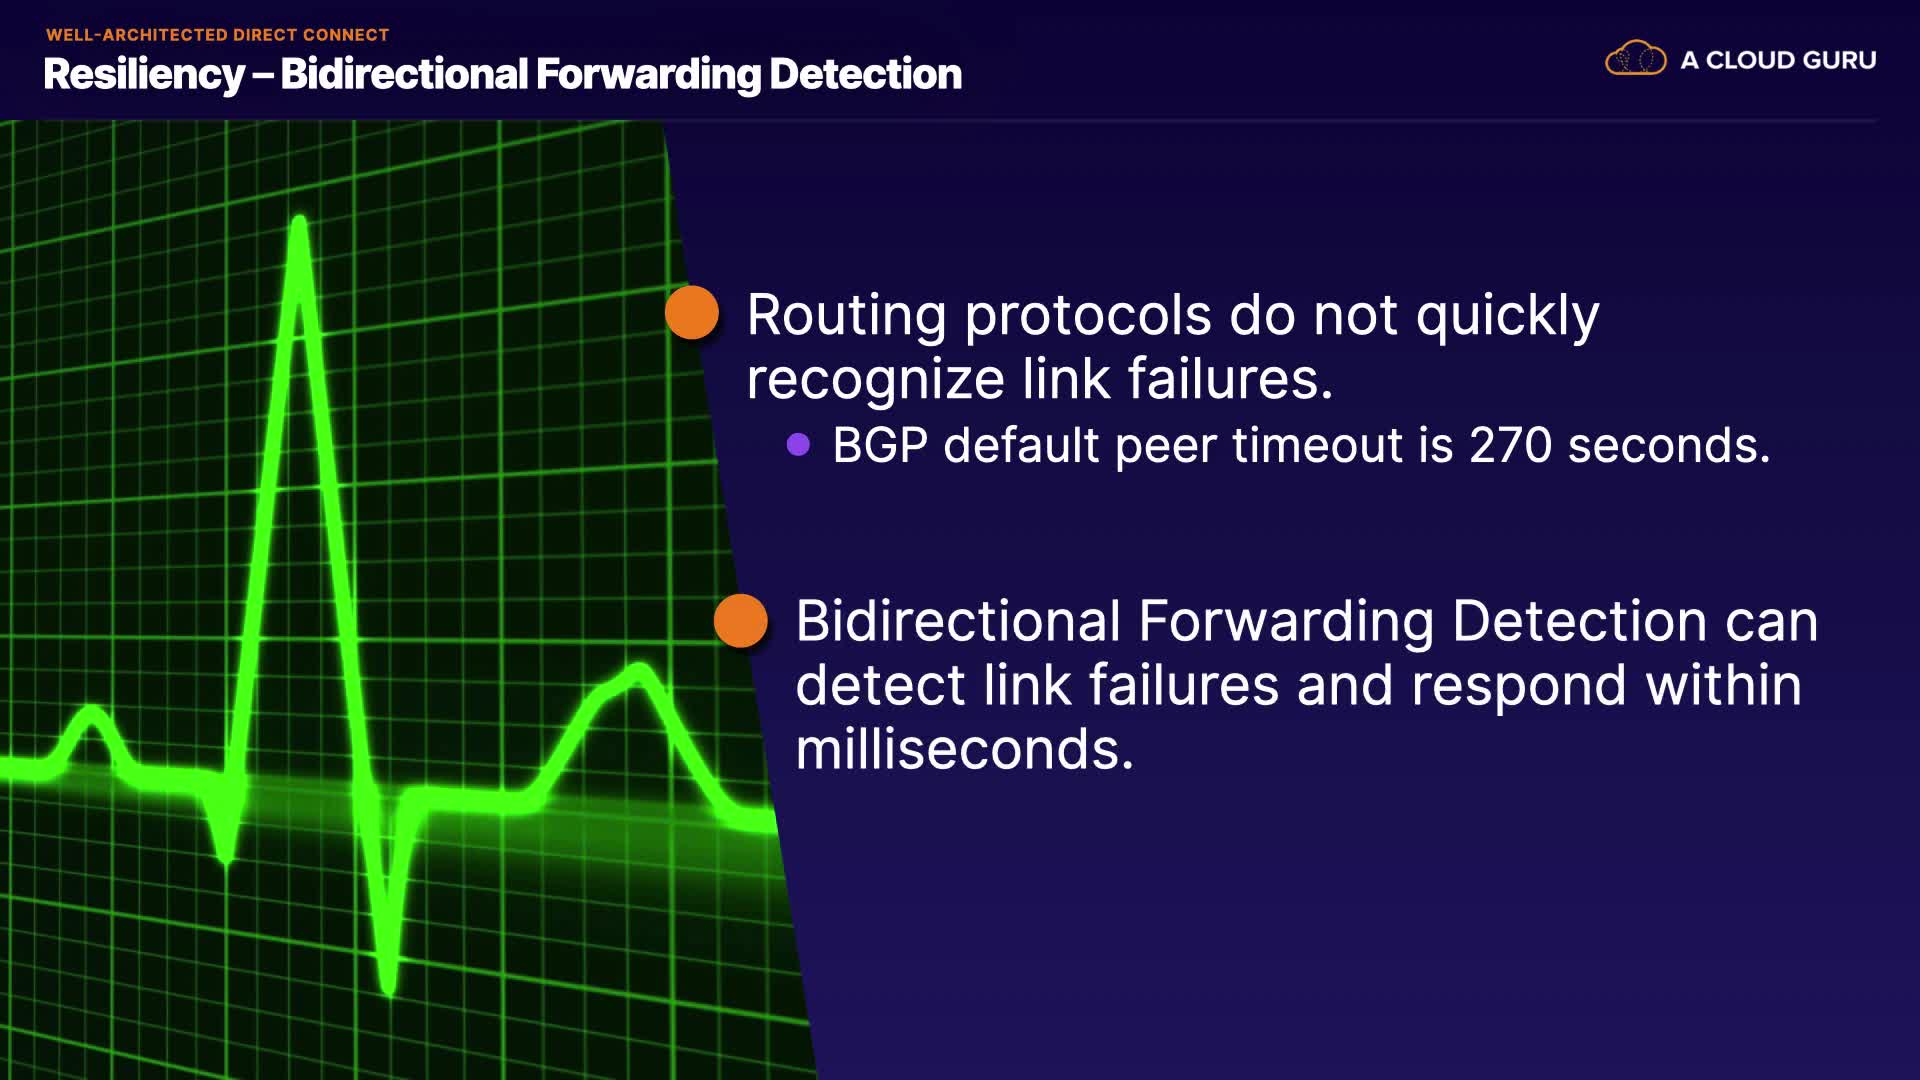 WELL-ARCHITECTED DIRECT CONNECT
Resiliency – Bidirectional Forwarding Detection
A CLOUD GURU
Routing protocols do not quickly
recognize link failures.
BGP default peer timeout is 270 seconds.
Bidirectional Forwarding Detection can
detect link failures and respond within
milliseconds.